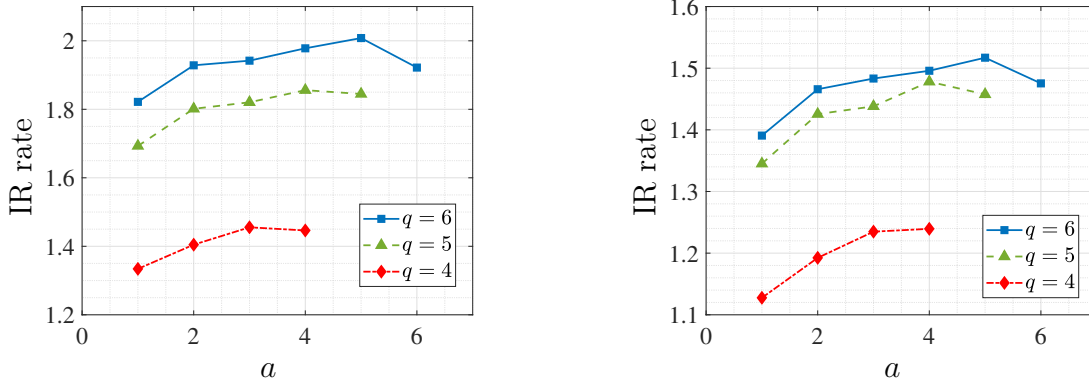 IR rate
2
1.8
1.6
1.4
1.2
0
2
4
6
a
q = 6
q = 5
q = 4
IR rate
1.6
1.5
1.4
1.3
1.2
1.1
0
2
4
6
a
q = 6
q = 5
q = 4